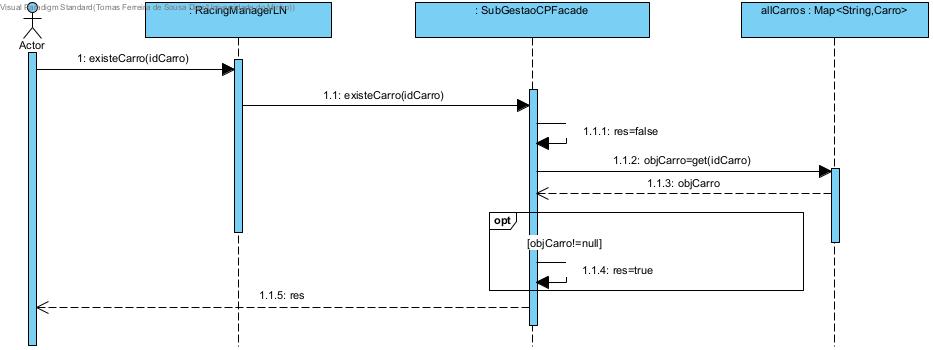 Visual Paradigm Standard(Tomas Ferreira de Sousa
: RacingManagerLN
: SubGestaoCPFacade
allCarros : Map<String,Carro>
Actor
1: existeCarro(idCarro)
1.1: existeCarro(idCarro)
1.1.1: res=false
1.1.2: objCarro=get(idCarro)
1.1.3: objCarro
opt
[objCarro!=null]
1.1.4: res=true
1.1.5: res